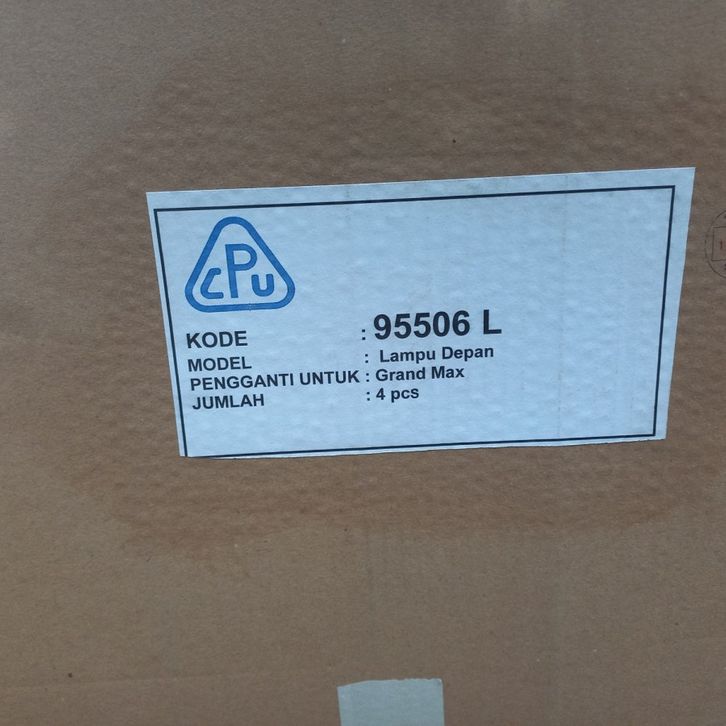 CPU
KODE : 95506 L
MODEL : Lampu Depan
PENGGANTI UNTUK : Grand Max
JUMLAH : 4 pcs